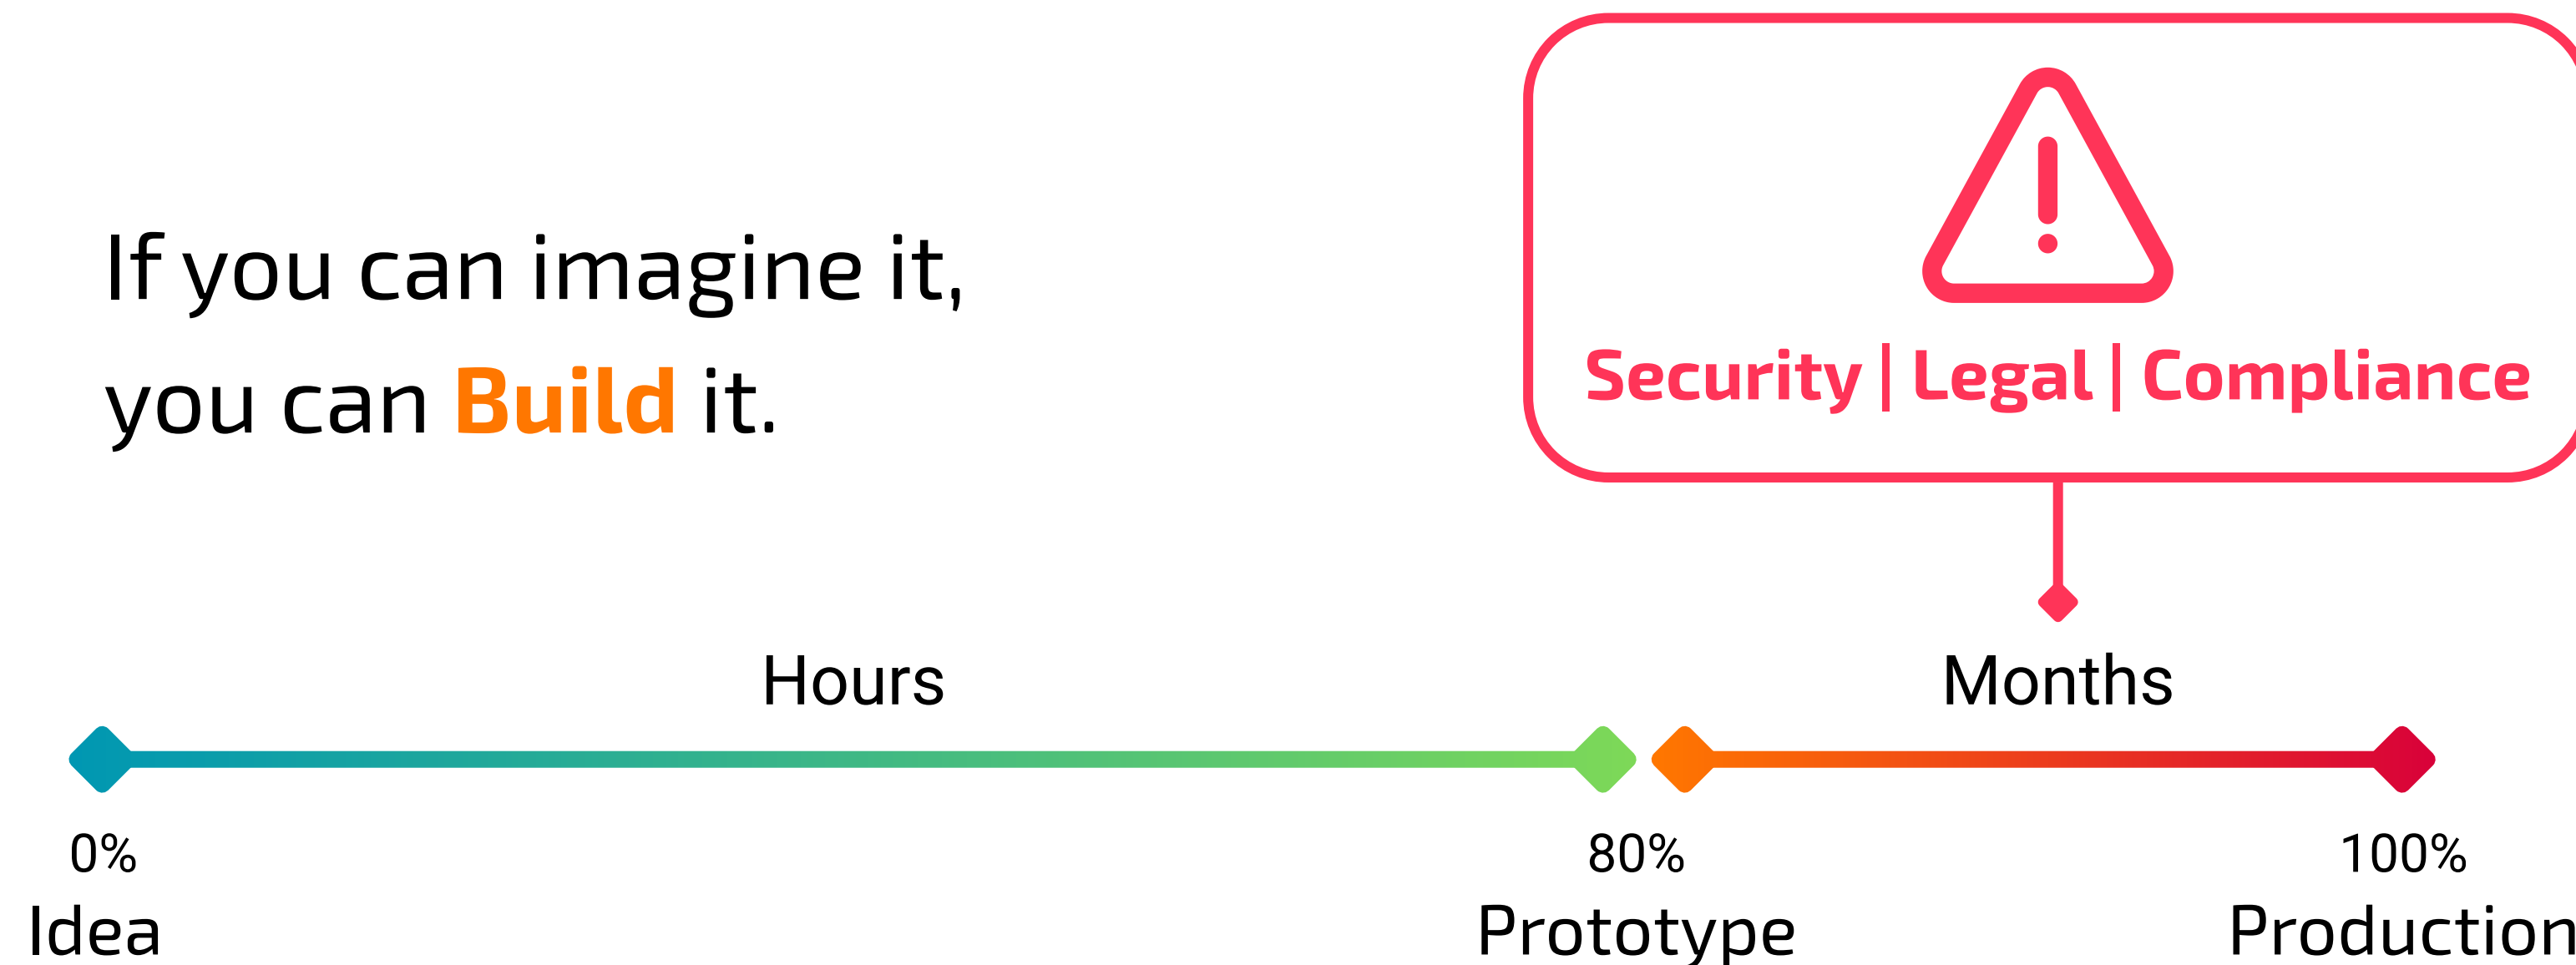 If you can imagine it,
you can Build it.
Security | Legal | Compliance
Hours
Months
0%
80%
100%
Idea
Prototype
Production